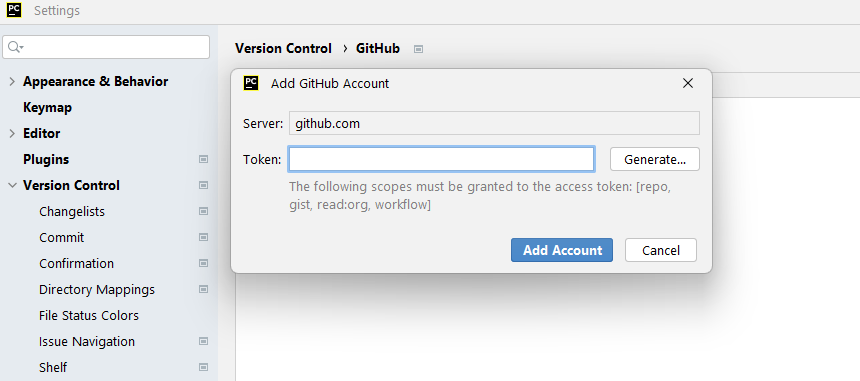 PC Settings
Version Control › GitHub
Appearance & Behavior
Keymap
Editor
Plugins
Version Control
Changelists
Commit
Confirmation
Directory Mappings
File Status Colors
Issue Navigation
Shelf
PC Add GitHub Account
Server: github.com
Token: Generate...
The following scopes must be granted to the access token: [repo,
gist, read:org, workflow]
Add Account Cancel